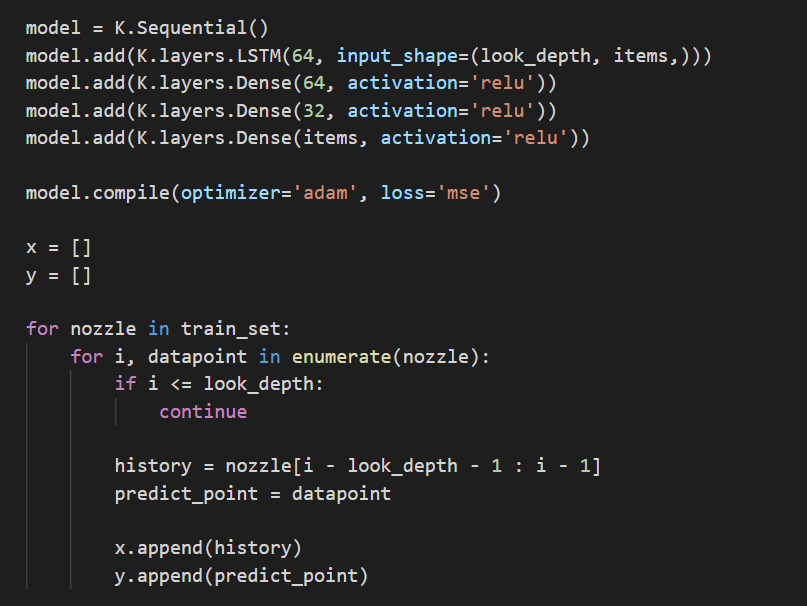 model = K.Sequential()
model.add(K.layers.LSTM(64, input_shape=(look_depth, items,)))
model.add(K.layers.Dense(64, activation='relu'))
model.add(K.layers.Dense(32, activation='relu'))
model.add(K.layers.Dense(items, activation='relu'))

model.compile(optimizer='adam', loss='mse')

x = []
y = []

for nozzle in train_set:
    for i, datapoint in enumerate(nozzle):
        if i <= look_depth:
            continue

        history = nozzle[i - look_depth - 1 : i - 1]
        predict_point = datapoint

        x.append(history)
        y.append(predict_point)